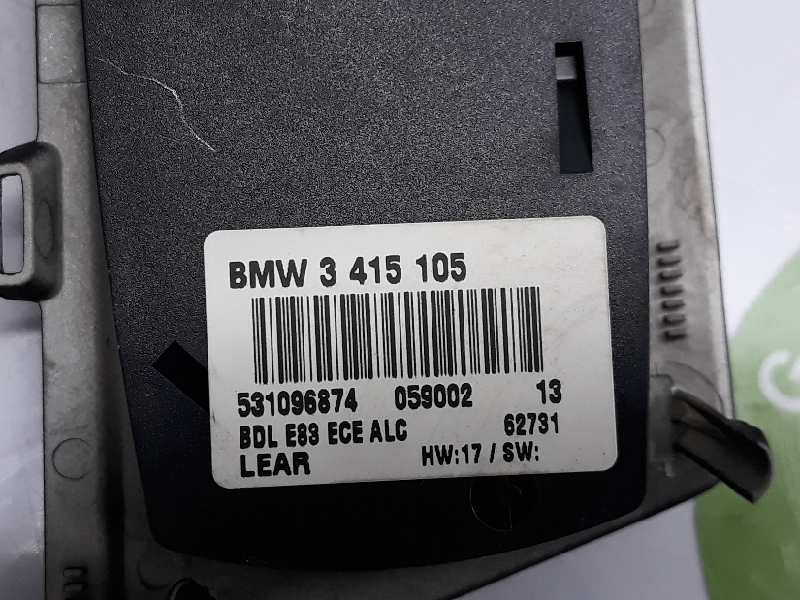 BMW 3 415 105
531096874 059002 13
BDL E83 ECE ALC 62731
LEAR HW:17 / SW: